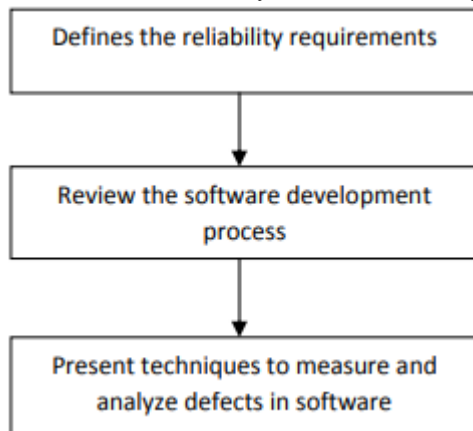 Defines the reliability requirements
Review the software development
process
Present techniques to measure and
analyze defects in software